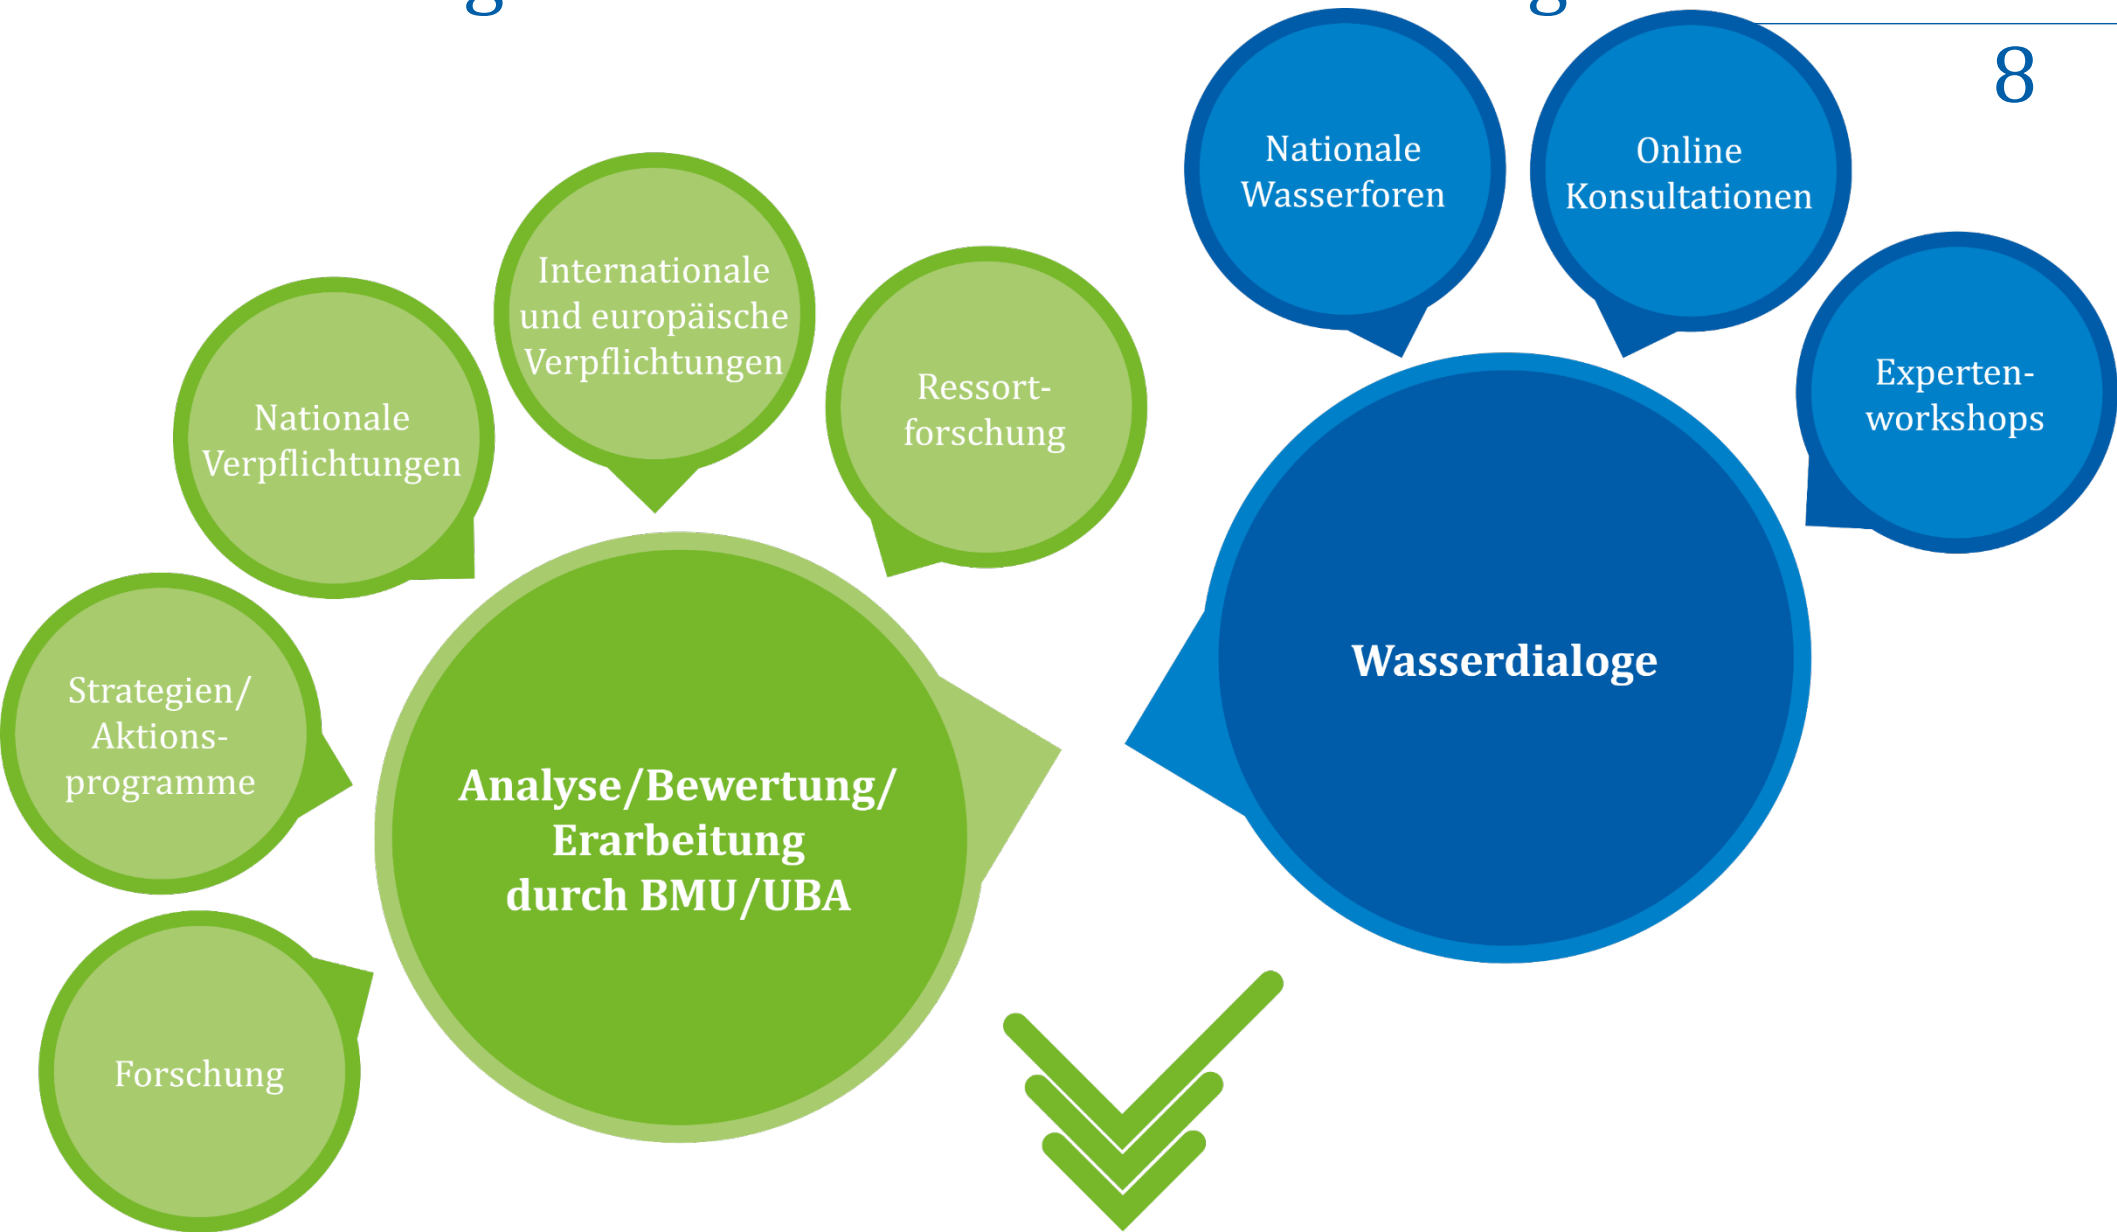 8
Nationale
Wasserforen
Online
Konsultationen
Experten-
workshops
Internationale
und europäische
Verpflichtungen
Ressort-
forschung
Nationale
Verpflichtungen
Strategien/
Aktions-
programme
Forschung
Analyse/Bewertung/
Erarbeitung
durch BMU/UBA
Wasserdialoge